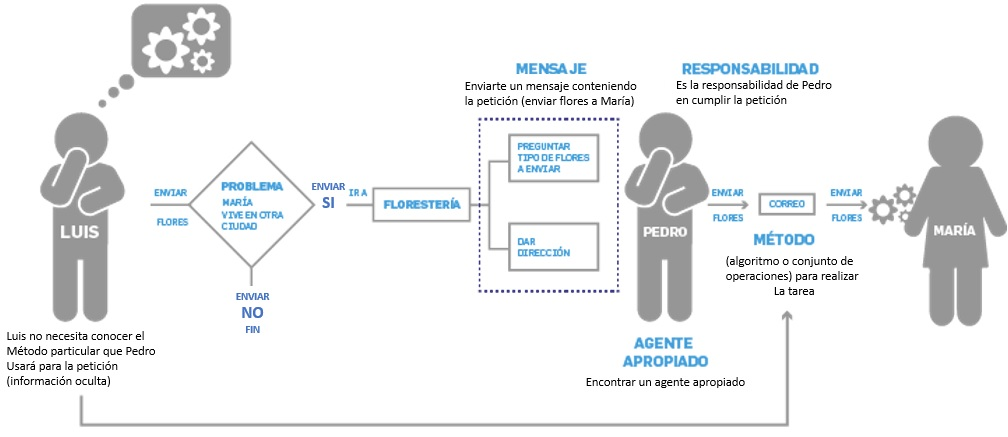 MENSAJE
Enviarte un mensaje conteniendo
la petición (enviar flores a María)
RESPONSABILIDAD
Es la responsabilidad de Pedro
en cumplir la petición
LUIS
ENVIAR
FLORES
PROBLEMA
MARÍA
VIVE EN OTRA
CIUDAD
ENVIAR
SI
IR A
FLORESTERÍA
PREGUNTAR
TIPO DE FLORES
A ENVIAR
DAR
DIRECCIÓN
PEDRO
ENVIAR
FLORES
CORREO
ENVIAR
FLORES
MARÍA
MÉTODO
(algoritmo o conjunto de
operaciones) para realizar
La tarea
ENVIAR
NO
FIN
AGENTE
APROPIADO
Encontrar un agente apropiado
Luis no necesita conocer el
Método particular que Pedro
Usará para la petición
(información oculta)